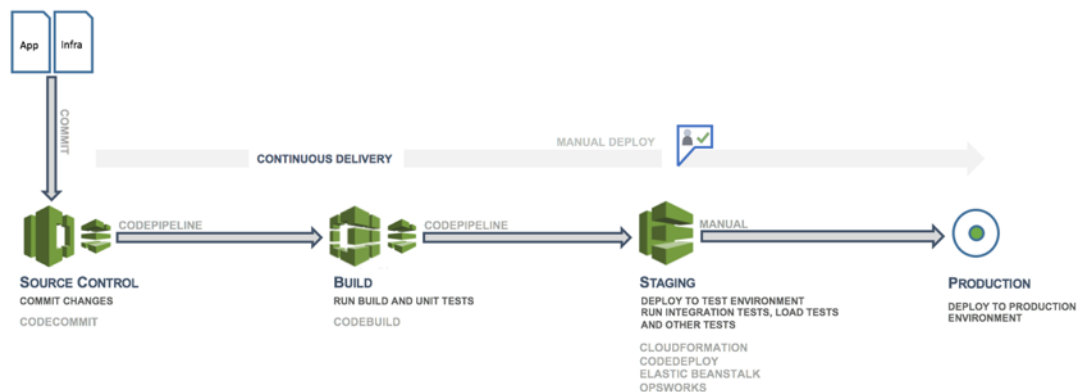 App
Infra
COMMIT
MANUAL DEPLOY
CONTINUOUS DELIVERY
CODEPIPELINE
CODEPIPELINE
MANUAL
SOURCE CONTROL
COMMIT CHANGES
CODECOMMIT
BUILD
RUN BUILD AND UNIT TESTS
CODEBUILD
STAGING
DEPLOY TO TEST ENVIRONMENT
RUN INTEGRATION TESTS, LOAD TESTS
AND OTHER TESTS
CLOUDFORMATION
CODEDEPLOY
ELASTIC BEANSTALK
OPSWORKS
PRODUCTION
DEPLOY TO PRODUCTION
ENVIRONMENT